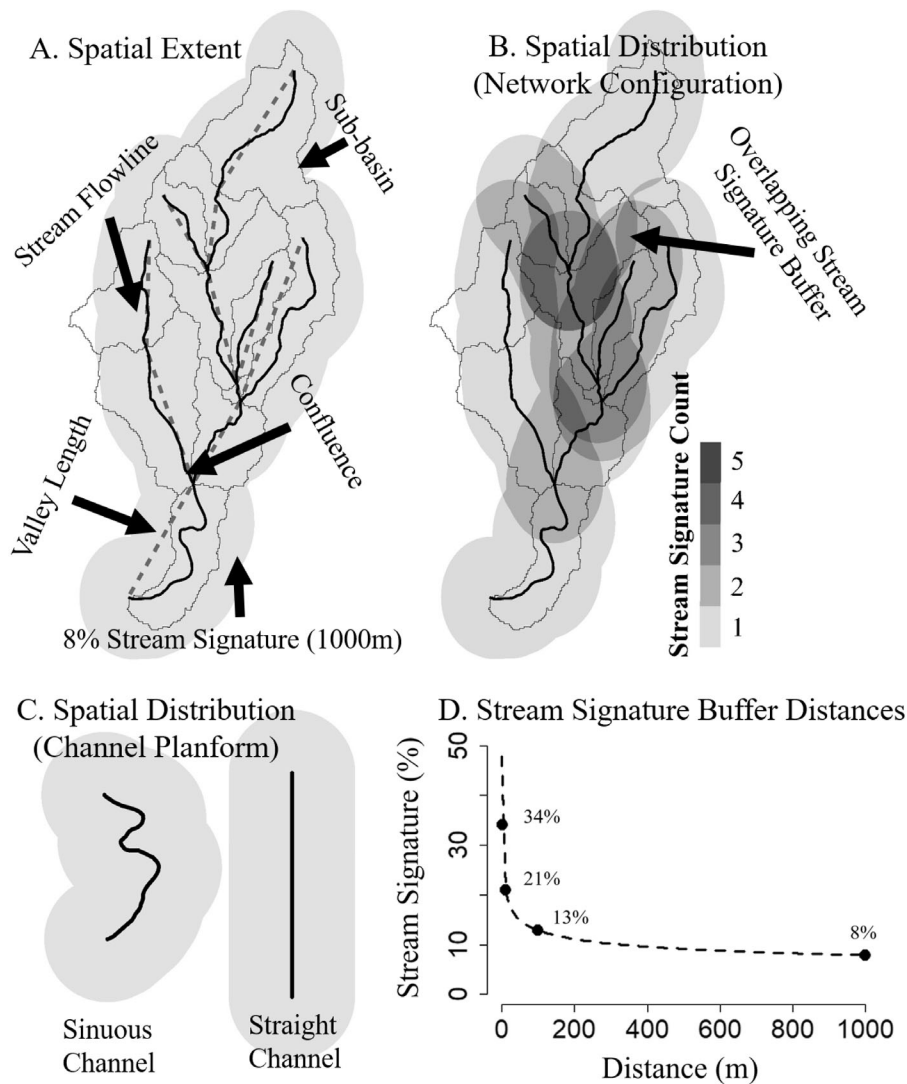 A. Spatial Extent
Sub-basin
Stream Flowline
Confluence
Valley Length
8% Stream Signature (1000m)
B. Spatial Distribution
(Network Configuration)
Overlapping Stream
Signature Buffer
Stream Signature Count
5
4
3
2
1
C. Spatial Distribution
(Channel Planform)
Sinuous
Channel
Straight
Channel
D. Stream Signature Buffer Distances
Stream Signature (%)
50
30
10
0
34%
21%
13%
8%
0 200 400 600 800 1000
Distance (m)